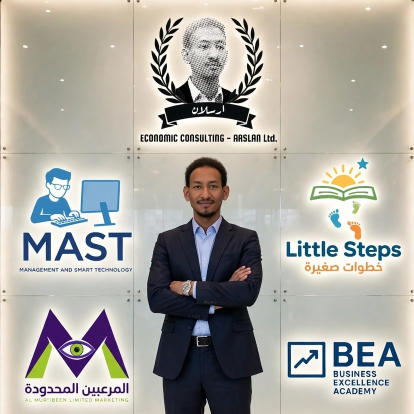 أرسلان
ECONOMIC CONSULTING - ARSLAN Ltd.
MAST
MANAGEMENT AND SMART TECHNOLOGY
Little Steps
خطوات صغيرة
المرعبين المحدودة
AL MUR'IBEEN LIMITED MARKETING
BEA
BUSINESS
EXCELLENCE
ACADEMY